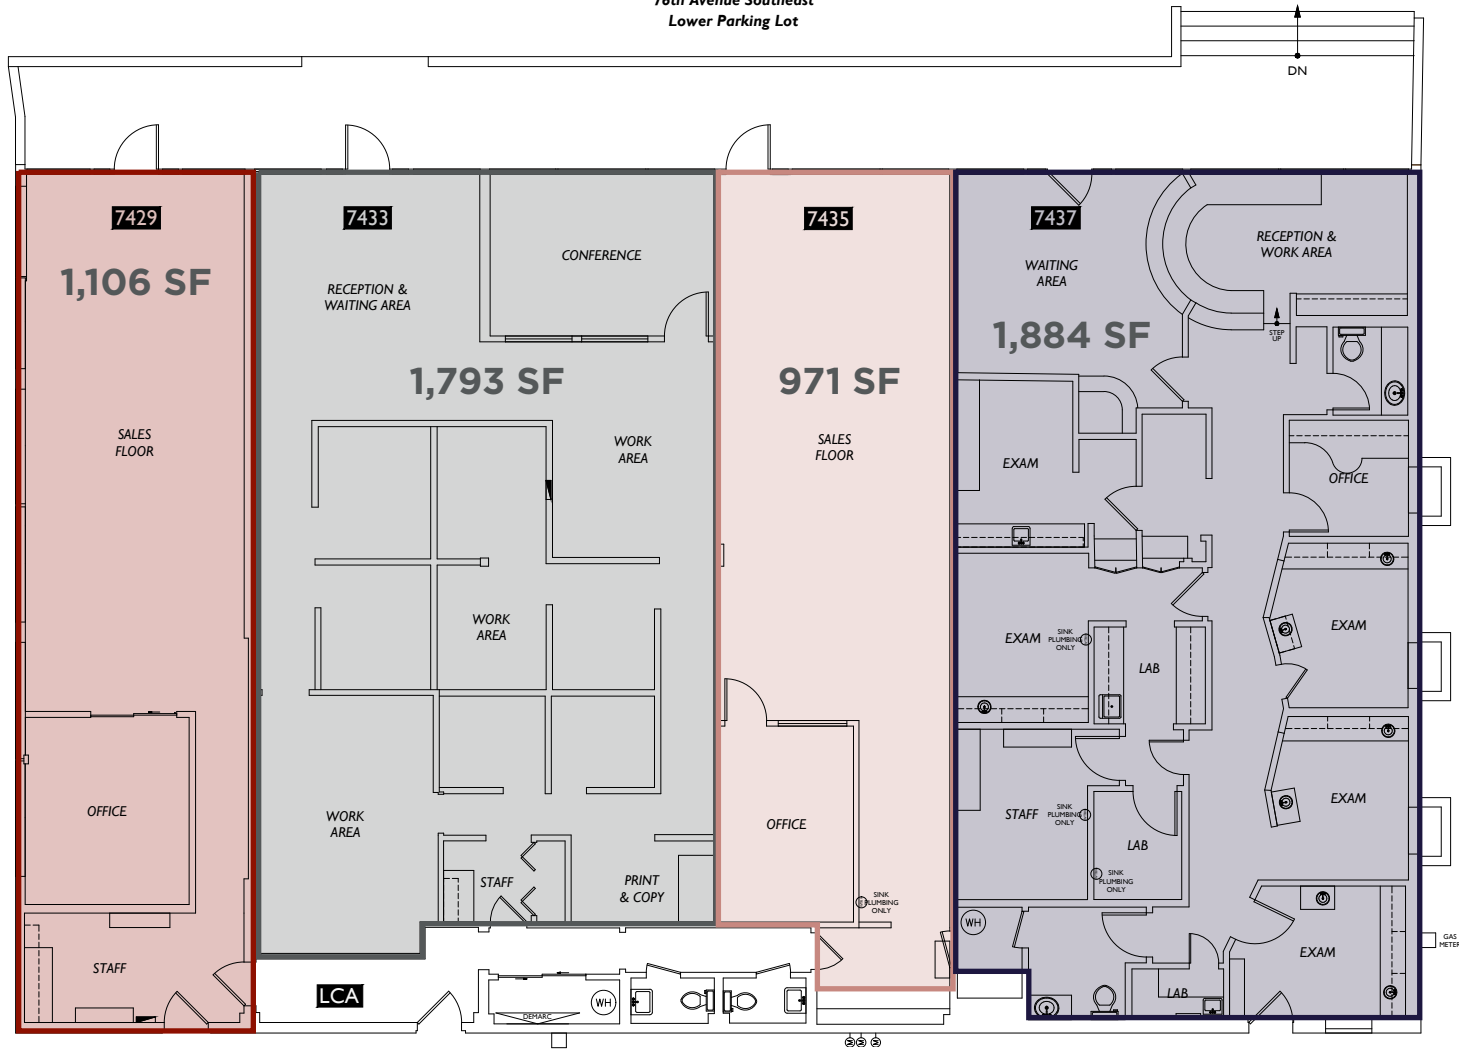 76th Avenue Southeast
Lower Parking Lot
DN
7429
1,106 SF
SALES
FLOOR
OFFICE
STAFF
7433
RECEPTION &
WAITING AREA
CONFERENCE
1,793 SF
WORK
AREA
WORK
AREA
WORK
AREA
STAFF
PRINT
& COPY
LCA
DEMARC
WH
7435
971 SF
SALES
FLOOR
OFFICE
SINK
PLUMBING
ONLY
M
M
M
7437
WAITING
AREA
RECEPTION &
WORK AREA
1,884 SF
STEP
UP
EXAM
OFFICE
EXAM
SINK
PLUMBING
ONLY
LAB
EXAM
STAFF
SINK
PLUMBING
ONLY
LAB
SINK
PLUMBING
ONLY
EXAM
WH
LAB
EXAM
GAS
METER